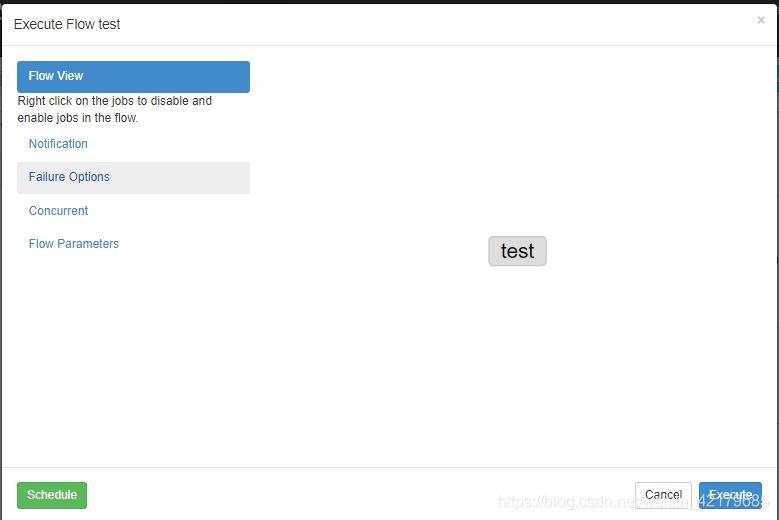 Execute Flow test
×
Flow View
Right click on the jobs to disable and
enable jobs in the flow.
Notification
Failure Options
Concurrent
Flow Parameters
test
Schedule
Cancel
Execute
https://blog.csdn.net/weixin_42179685